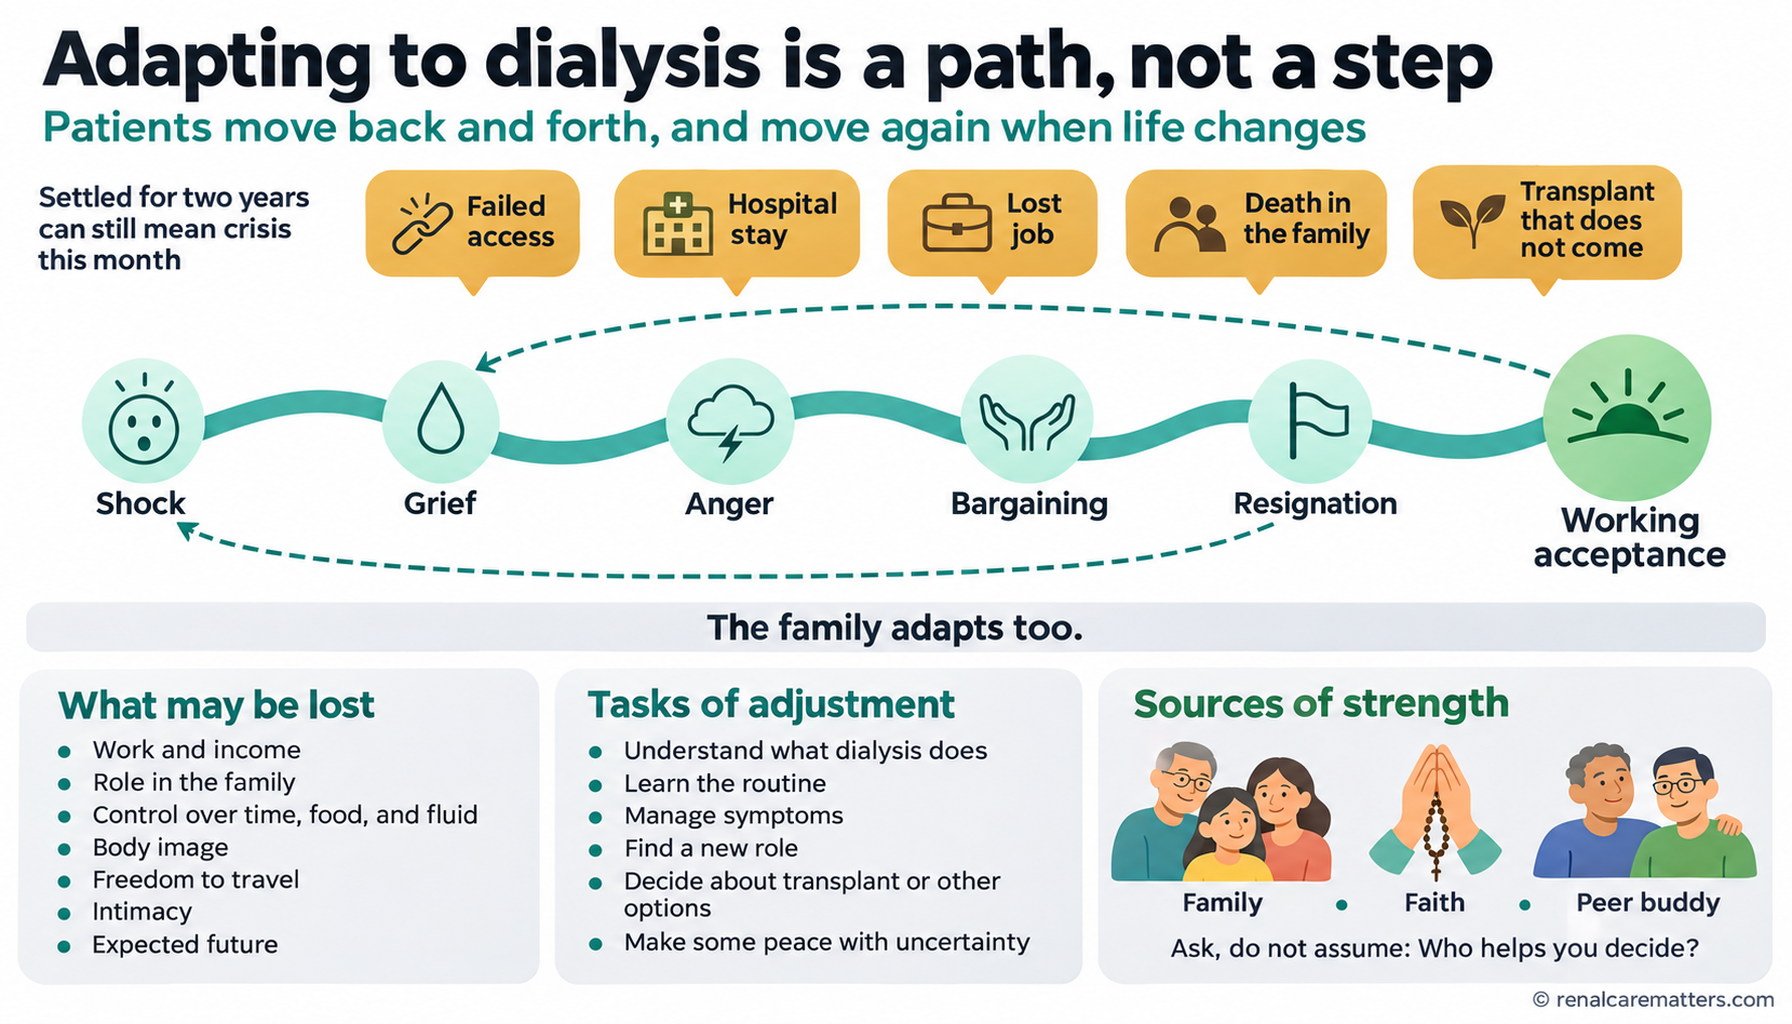 Adapting to dialysis is a path, not a step
Patients move back and forth, and move again when life changes
Settled for two years
can still mean crisis
this month
Failed
access
Hospital
stay
Lost
job
Death in
the family
Transplant
that does
not come
Shock
Grief
Anger
Bargaining
Resignation
Working
acceptance
The family adapts too.
What may be lost
• Work and income
• Role in the family
• Control over time, food, and fluid
• Body image
• Freedom to travel
• Intimacy
• Expected future
Tasks of adjustment
• Understand what dialysis does
• Learn the routine
• Manage symptoms
• Find a new role
• Decide about transplant or other
options
• Make some peace with uncertainty
Sources of strength
Family • Faith • Peer buddy
Ask, do not assume: Who helps you decide?
© renalcarematters.com